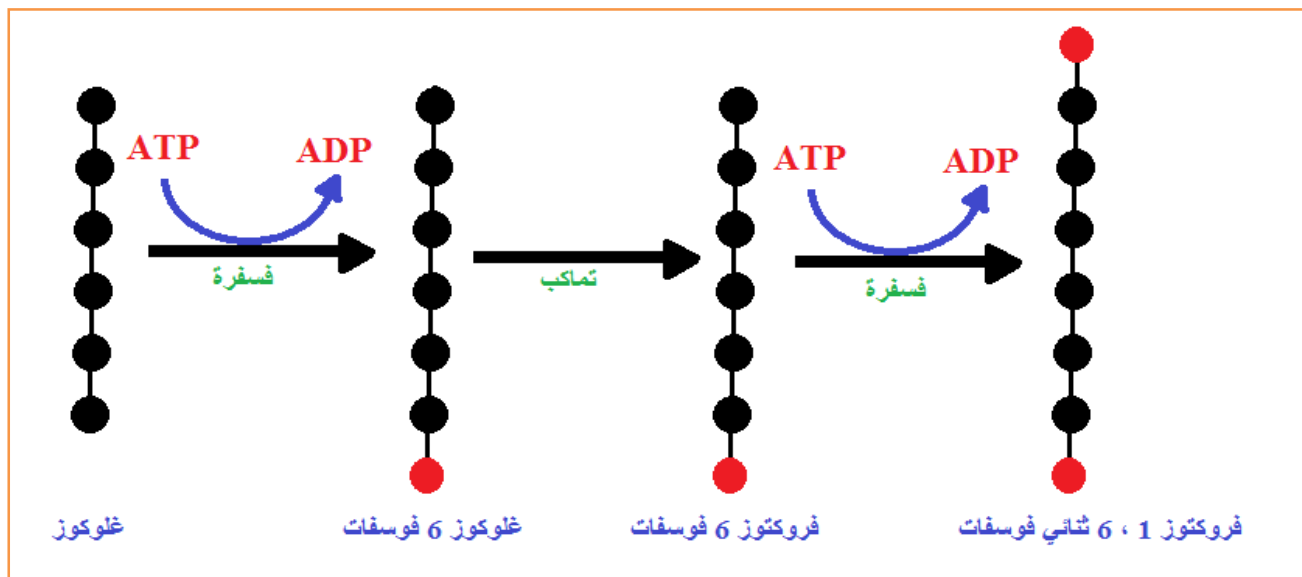 ATP
ADP
ATP
ADP
فسفرة
تماكب
فسفرة
غلوكوز
غلوكوز 6 فوسفات
فروكتوز 6 فوسفات
فروكتوز 1 ، 6 ثنائي فوسفات